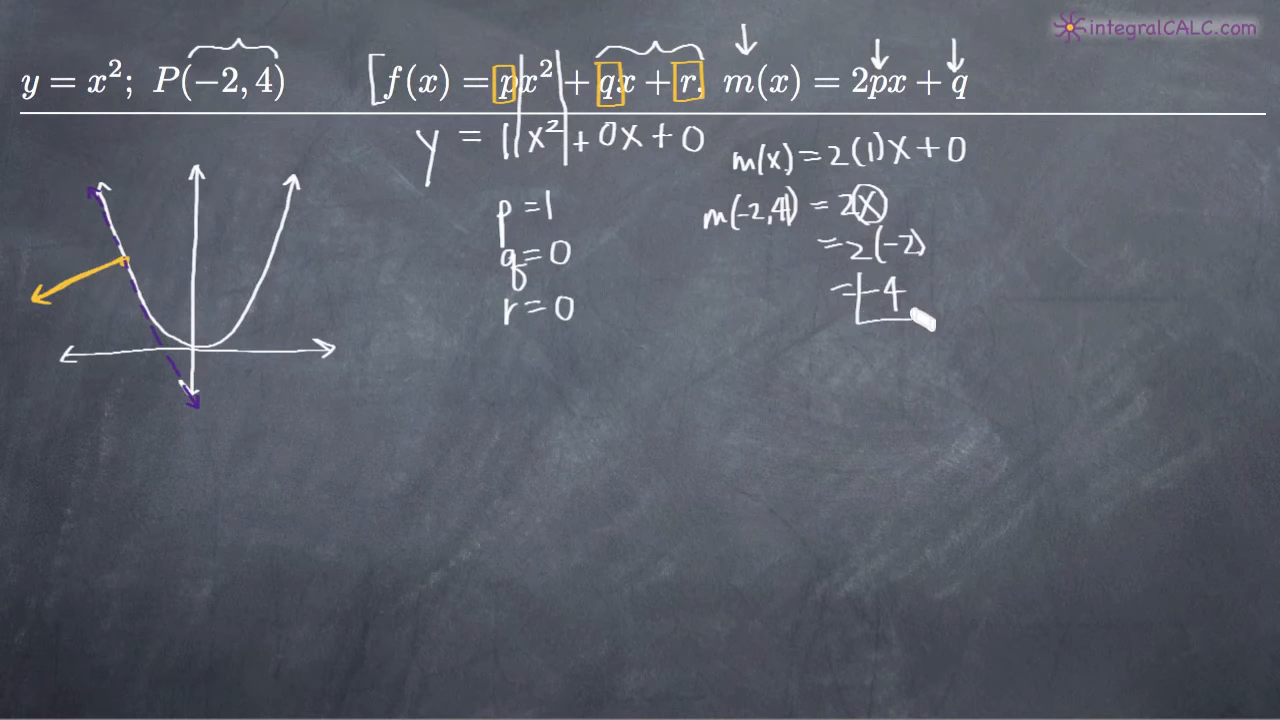 integralCALC.com
y = x²; P(−2, 4) [f(x) = px² + qx + r. m(x) = 2px + q
y = 1x² + 0x + 0
m(x) = 2(1)x + 0
p = 1
m(-2,4) = 2x
q = 0
= 2(-2)
r = 0
= -4